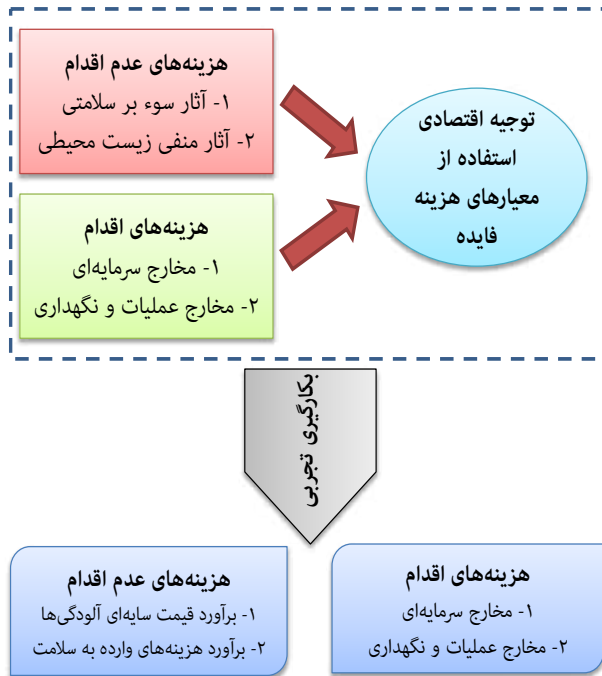 هزینه‌های عدم اقدام
۱- آثار سوء بر سلامتی
۲- آثار منفی زیست محیطی
توجیه اقتصادی
استفاده از
معیارهای هزینه
فایده
هزینه‌های اقدام
۱- مخارج سرمایه‌ای
۲- مخارج عملیات و نگهداری
بکارگیری تجربی
هزینه‌های اقدام
۱- مخارج سرمایه‌ای
۲- مخارج عملیات و نگهداری
هزینه‌های عدم اقدام
۱- برآورد قیمت سایه‌ای آلودگی‌ها
۲- برآورد هزینه‌های وارده به سلامت